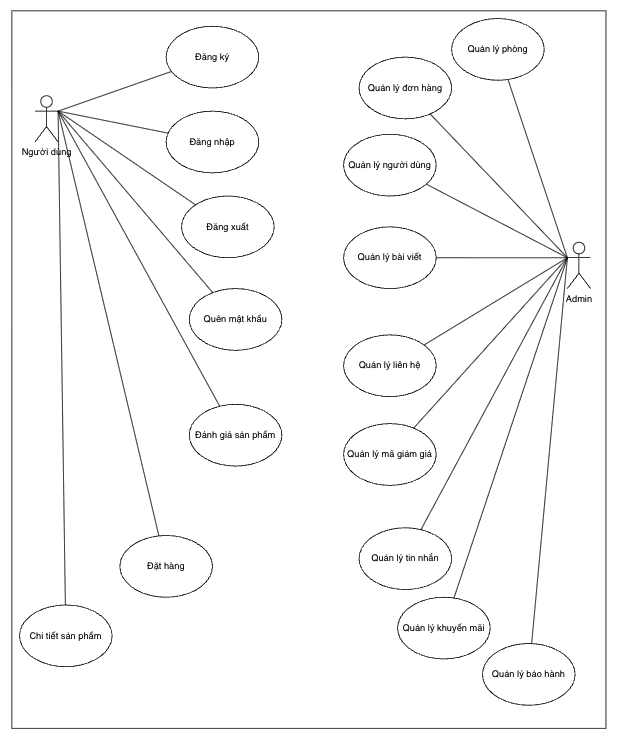 Đăng ký
Đăng nhập
Người dùng
Đăng xuất
Quên mật khẩu
Đánh giá sản phẩm
Đặt hàng
Chi tiết sản phẩm
Quản lý phòng
Quản lý đơn hàng
Quản lý người dùng
Quản lý bài viết
Admin
Quản lý liên hệ
Quản lý mã giảm giá
Quản lý tin nhắn
Quản lý khuyến mãi
Quản lý bảo hành